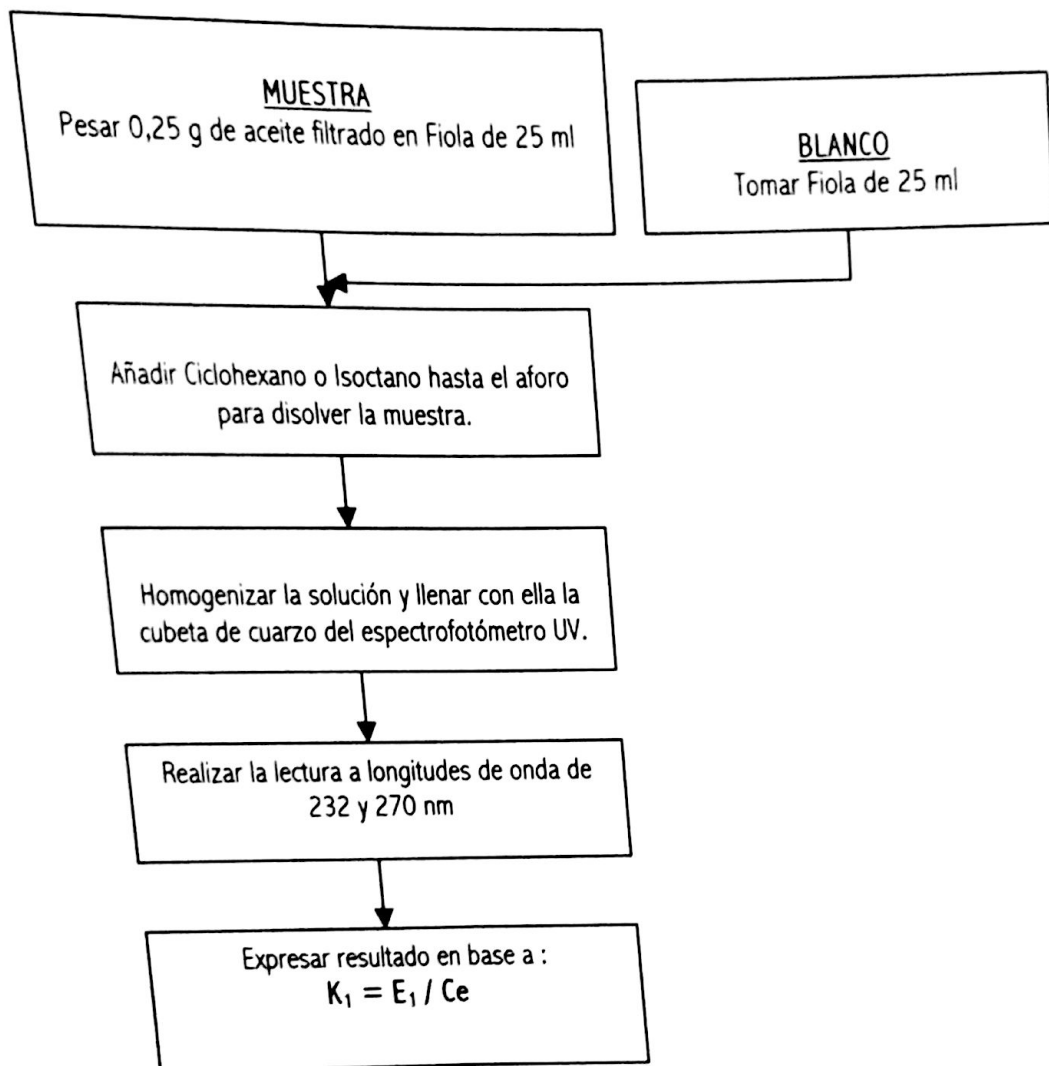 MUESTRA
Pesar 0,25 g de aceite filtrado en Fiola de 25 ml
BLANCO
Tomar Fiola de 25 ml
Añadir Ciclohexano o Isoctano hasta el aforo
para disolver la muestra.
Homogenizar la solución y llenar con ella la
cubeta de cuarzo del espectrofotómetro UV.
Realizar la lectura a longitudes de onda de
232 y 270 nm
Expresar resultado en base a :
K₁ = E₁ / Ce